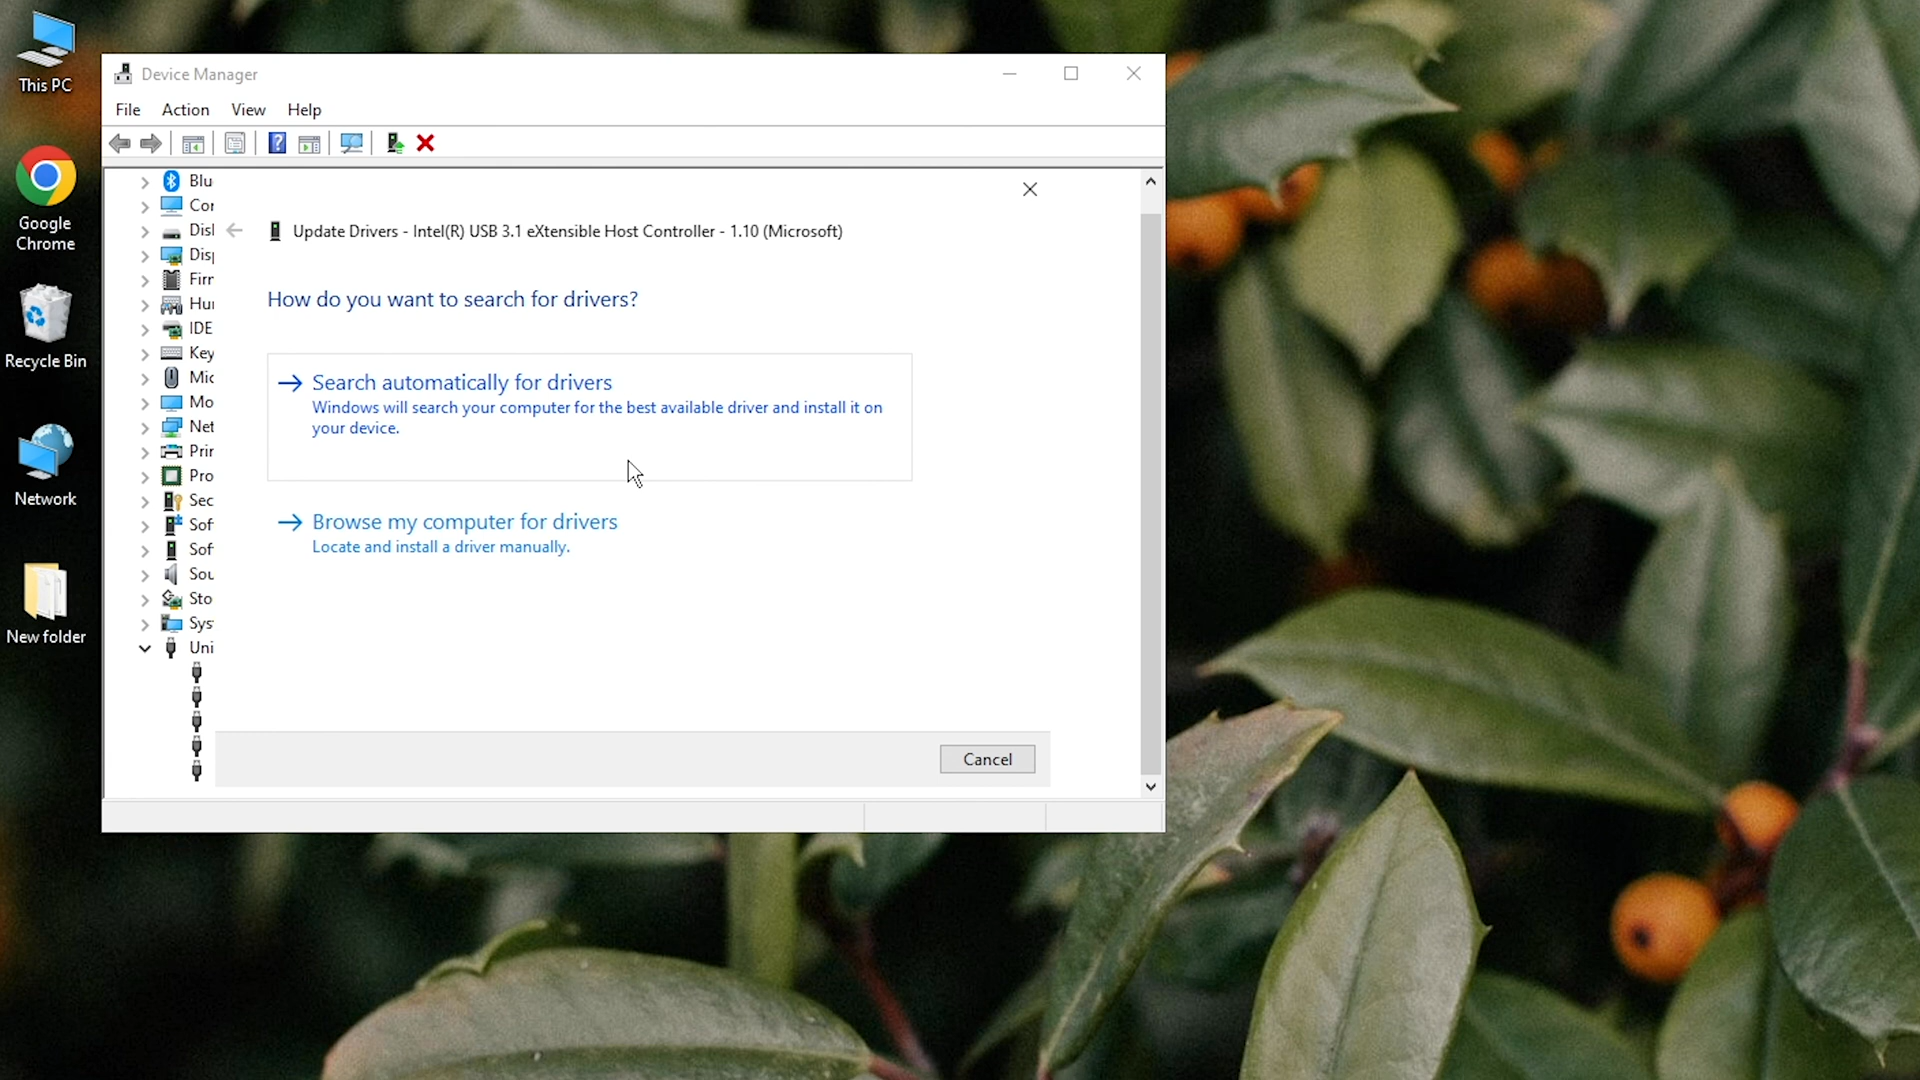 This PC
Google
Chrome
Recycle Bin
Network
New folder
Device Manager
File Action View Help
Blu
Cor
Disl
Disp
Firr
Hur
IDE
Key
Mic
Mo
Net
Prir
Pro
Sec
Sof
Sof
Sou
Sto
Sys
Uni
Update Drivers - Intel(R) USB 3.1 eXtensible Host Controller - 1.10 (Microsoft)
How do you want to search for drivers?
Search automatically for drivers
Windows will search your computer for the best available driver and install it on
your device.
Browse my computer for drivers
Locate and install a driver manually.
Cancel